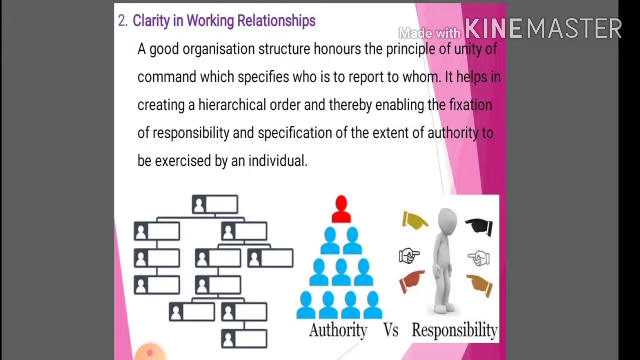 Made with KINEMASTER
2. Clarity in Working Relationships
A good organisation structure honours the principle of unity of
command which specifies who is to report to whom. It helps in
creating a hierarchical order and thereby enabling the fixation
of responsibility and specification of the extent of authority to
be exercised by an individual.
Authority Vs Responsibility